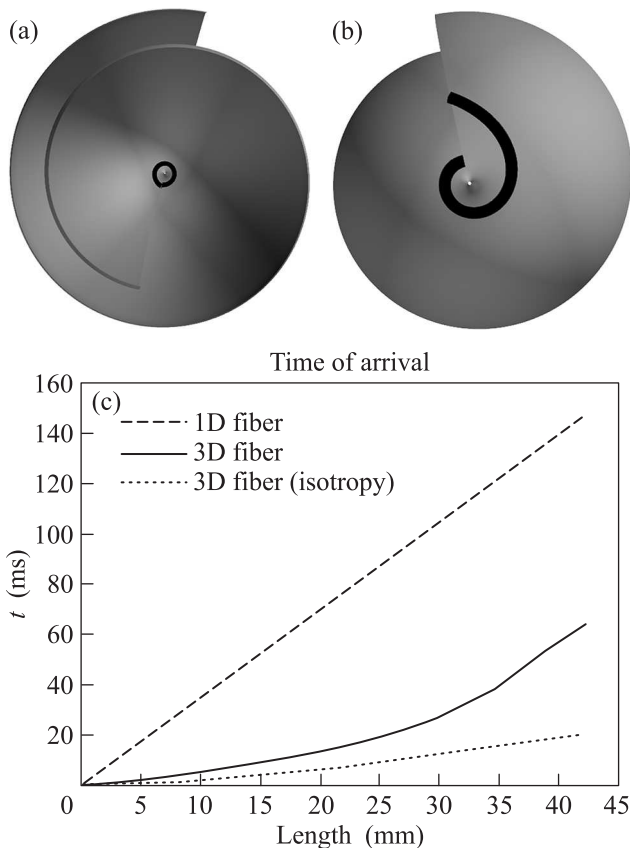 (a)
(b)
Time of arrival
160
140
120
100
80
60
40
20
0
(c)
1D fiber
3D fiber
3D fiber (isotropy)
t (ms)
5 10 15 20 25 30 35 40 45
Length (mm)